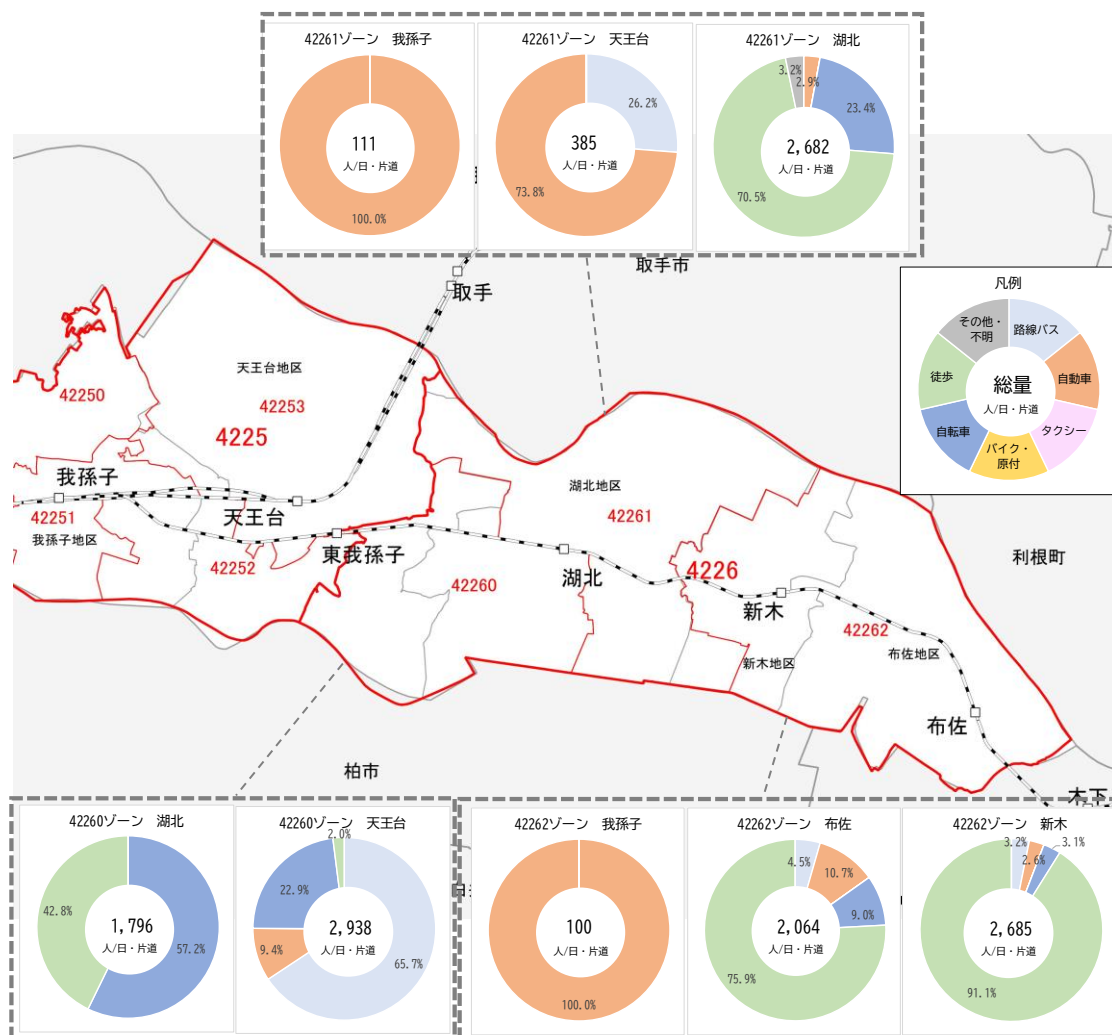 42261ゾーン 我孫子
111
人/日・片道
100.0%
42261ゾーン 天王台
26.2%
385
人/日・片道
73.8%
42261ゾーン 湖北
3.2%
2.9%
23.4%
2,682
人/日・片道
70.5%
取手市
取手
凡例
その他・
不明
路線バス
徒歩
自動車
総量
人/日・片道
自転車
タクシー
バイク・
原付
天王台地区
42250
42253
4225
我孫子
天王台
42251
我孫子地区
42252
東我孫子
湖北地区
42261
42260
湖北
4226
新木
利根町
42262
新木地区
布佐地区
布佐
柏市
木下
42260ゾーン 湖北
42.8%
1,796
人/日・片道
57.2%
42260ゾーン 天王台
2.0%
22.9%
9.4%
2,938
人/日・片道
65.7%
42262ゾーン 我孫子
100
人/日・片道
100.0%
42262ゾーン 布佐
4.5%
10.7%
9.0%
2,064
人/日・片道
75.9%
42262ゾーン 新木
3.2%
2.6%
3.1%
2,685
人/日・片道
91.1%